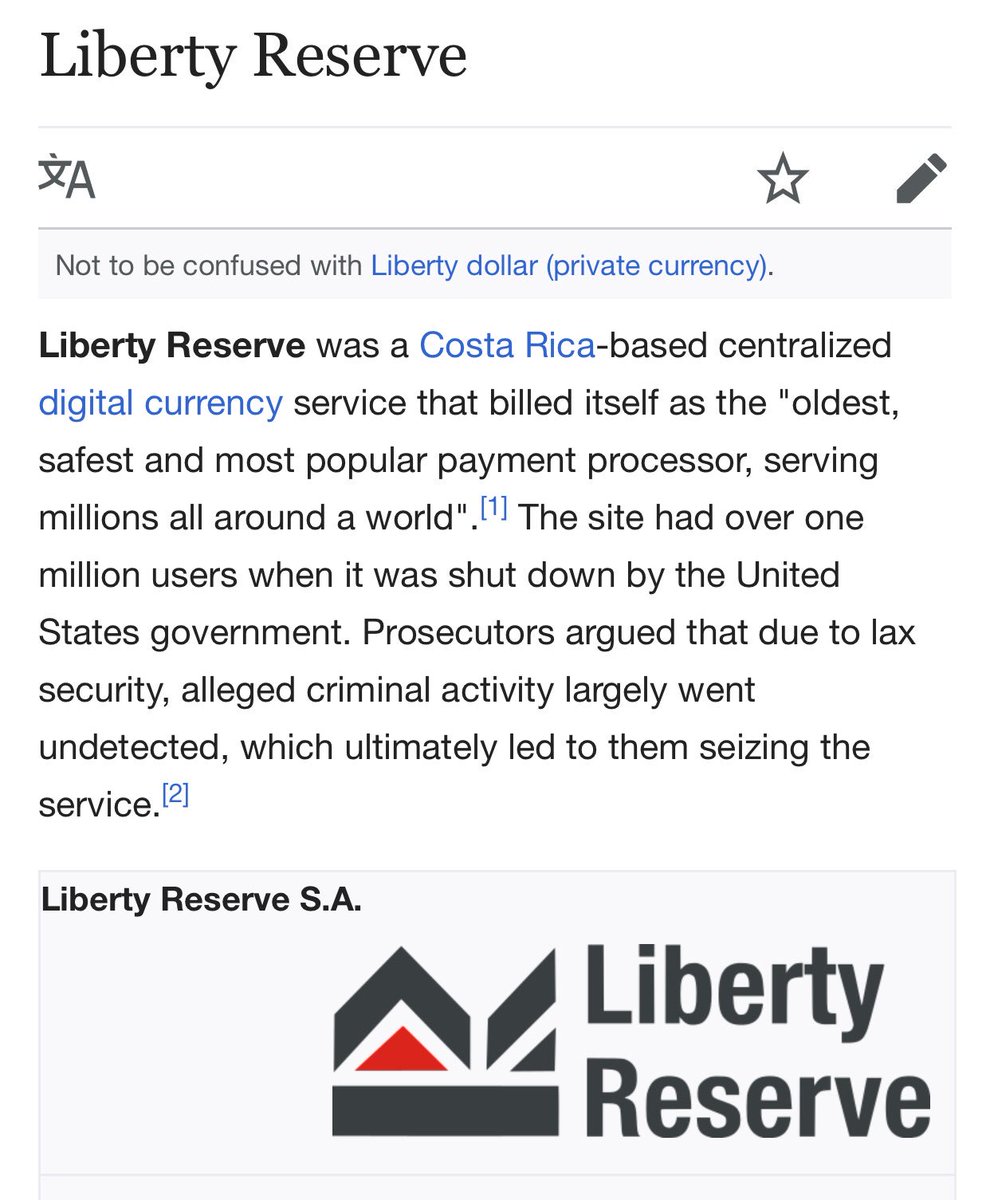 Liberty Reserve
文A
Not to be confused with Liberty dollar (private currency).
Liberty Reserve was a Costa Rica-based centralized
digital currency service that billed itself as the "oldest,
safest and most popular payment processor, serving
millions all around a world".[1] The site had over one
million users when it was shut down by the United
States government. Prosecutors argued that due to lax
security, alleged criminal activity largely went
undetected, which ultimately led to them seizing the
service.[2]
Liberty Reserve S.A.
Liberty
Reserve